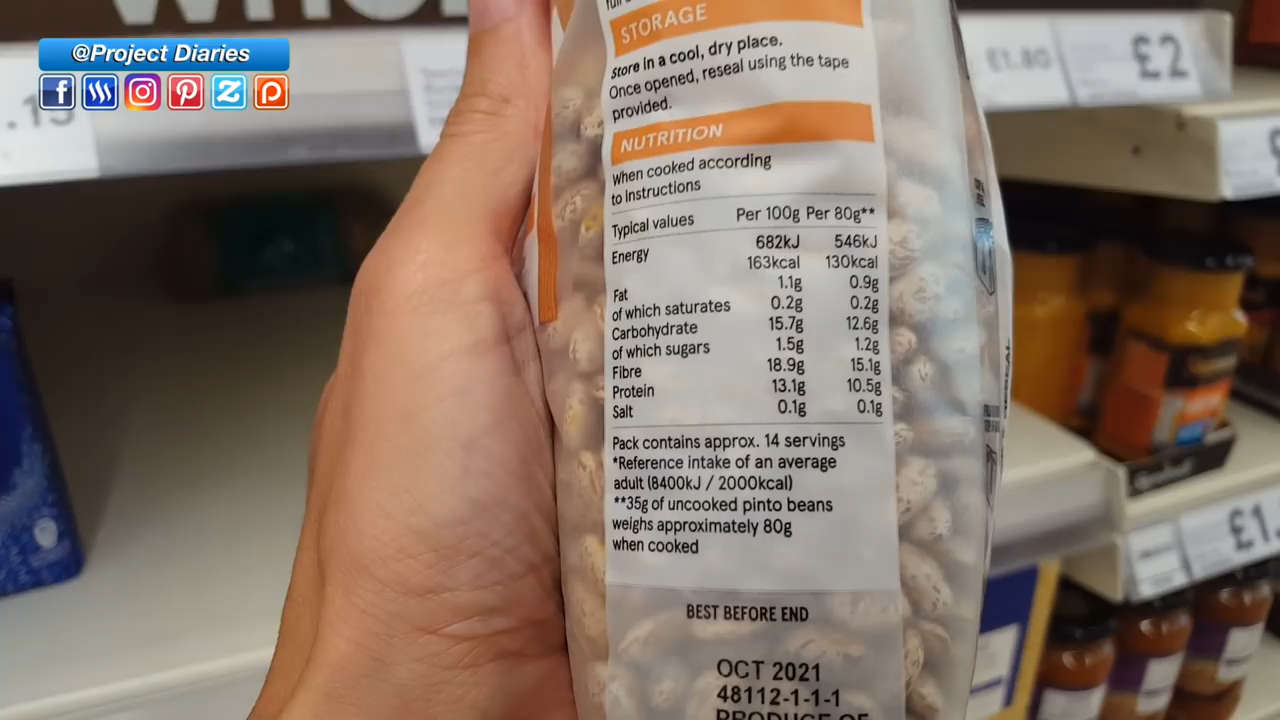 @Project Diaries
WHOL
.15
£1.80
£2
STORAGE
Store in a cool, dry place.
Once opened, reseal using the tape
provided.
NUTRITION
When cooked according
to instructions
Typical values Per 100g Per 80g**
Energy 682kJ 546kJ
163kcal 130kcal
Fat 1.1g 0.9g
of which saturates 0.2g 0.2g
Carbohydrate 15.7g 12.6g
of which sugars 1.5g 1.2g
Fibre 18.9g 15.1g
Protein 13.1g 10.5g
Salt 0.1g 0.1g
Pack contains approx. 14 servings
*Reference intake of an average
adult (8400kJ / 2000kcal)
**35g of uncooked pinto beans
weighs approximately 80g
when cooked
BEST BEFORE END
OCT 2021
48112-1-1-1
PRODUCE OF
£1.